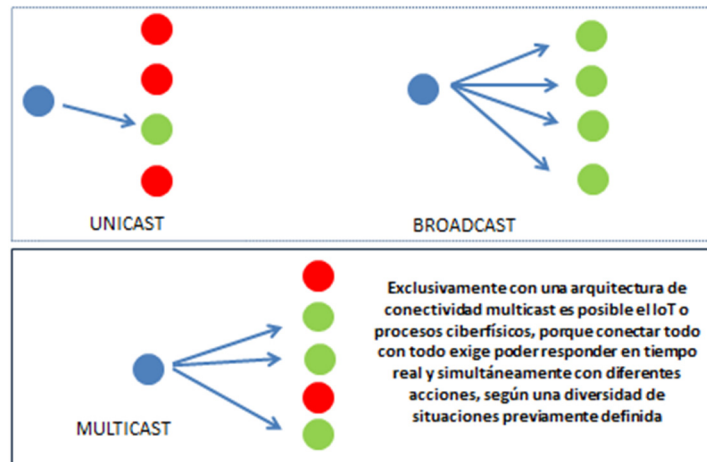 UNICAST
BROADCAST
MULTICAST
Exclusivamente con una arquitectura de
conectividad multicast es posible el IoT o
procesos ciberfísicos, porque conectar todo
con todo exige poder responder en tiempo
real y simultáneamente con diferentes
acciones, según una diversidad de
situaciones previamente definida